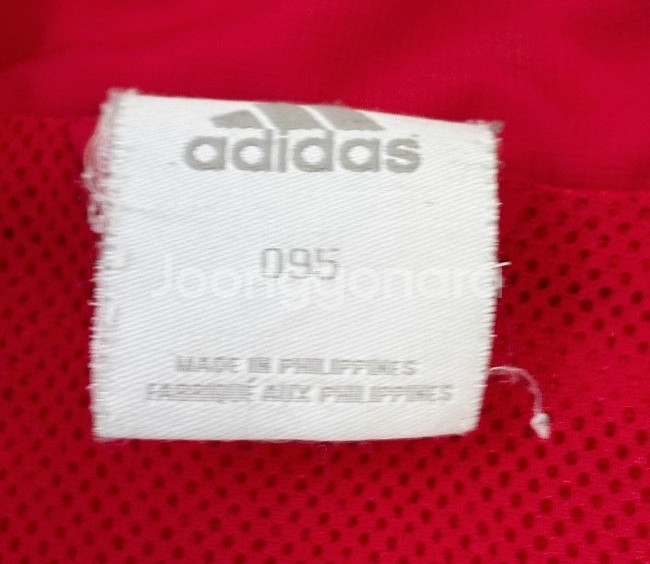 adidas
095
Joonggonara
MADE IN PHILIPPINES
FABRIQUÉ AUX PHILIPPINES